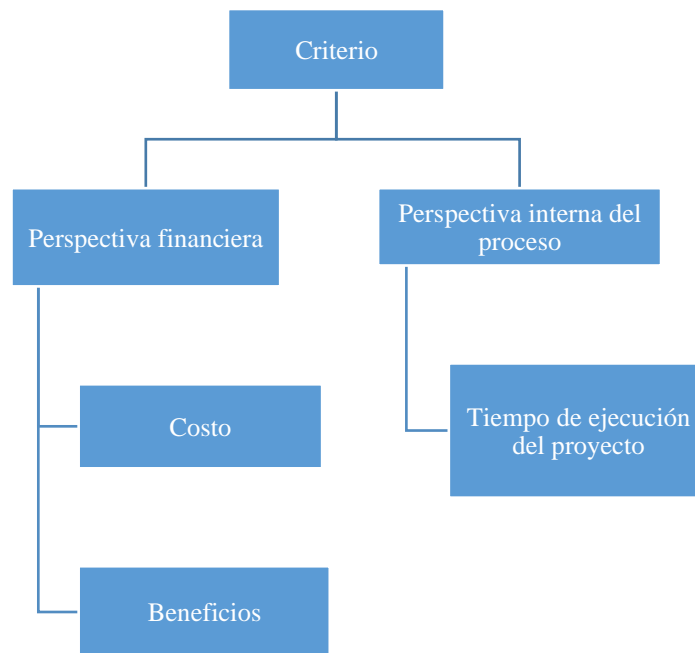 Criterio
Perspectiva financiera
Perspectiva interna del
proceso
Costo
Tiempo de ejecución
del proyecto
Beneficios